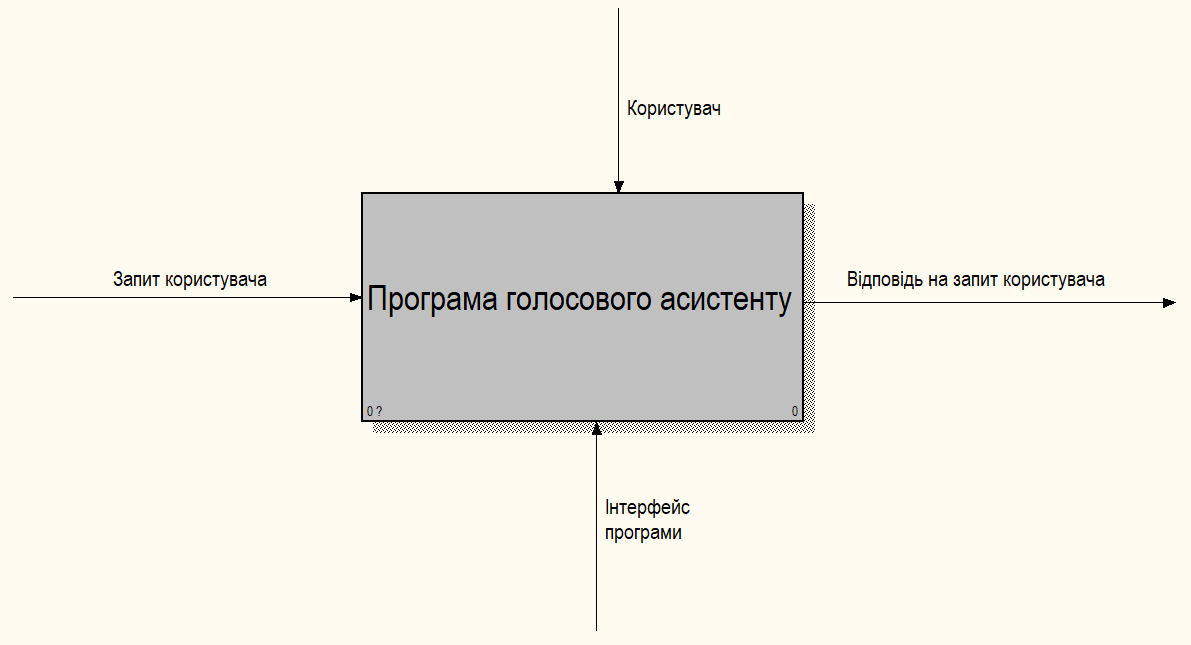 Користувач
Запит користувача
Програма голосового асистенту
Відповідь на запит користувача
0 ?
0
Інтерфейс
програми